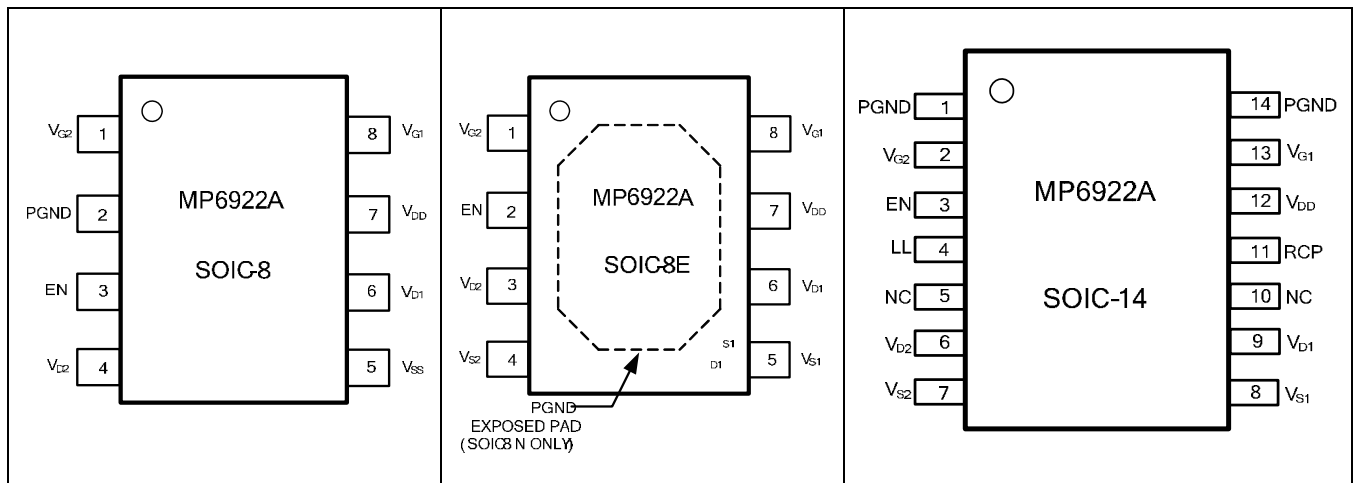 MP6922A
SOIC-8
VG2 1
PGND 2
EN 3
VD2 4
8 VG1
7 VDD
6 VD1
5 VSS
MP6922A
SOIC-8E
VG2 1
EN 2
VD2 3
VS2 4
8 VG1
7 VDD
6 VD1
5 VS1
S1
D1
PGND
EXPOSED PAD
(SOIC8 N ONLY)
MP6922A
SOIC-14
PGND 1
VG2 2
EN 3
LL 4
NC 5
VD2 6
VS2 7
14 PGND
13 VG1
12 VDD
11 RCP
10 NC
9 VD1
8 VS1